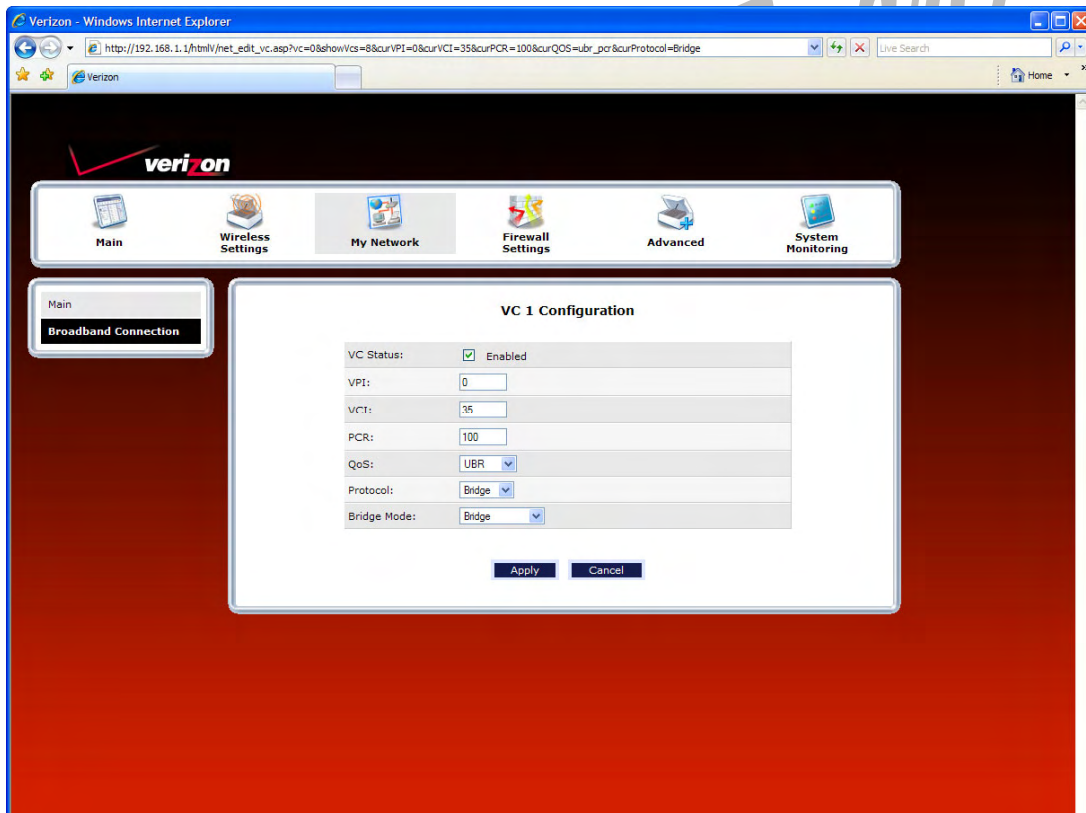 Verizon - Windows Internet Explorer
http://192.168.1.1/htmlV/net_edit_vc.asp?vc=0&showVcs=8&curVPI=0&curVCI=35&curPCR=100&curQOS=ubr_pcr&curProtocol=Bridge
Live Search
Verizon
Home
verizon
Main
Wireless Settings
My Network
Firewall Settings
Advanced
System Monitoring
Main
Broadband Connection
VC 1 Configuration
VC Status: Enabled
VPI: 0
VCI: 35
PCR: 100
QoS: UBR
Protocol: Bridge
Bridge Mode: Bridge
Apply Cancel